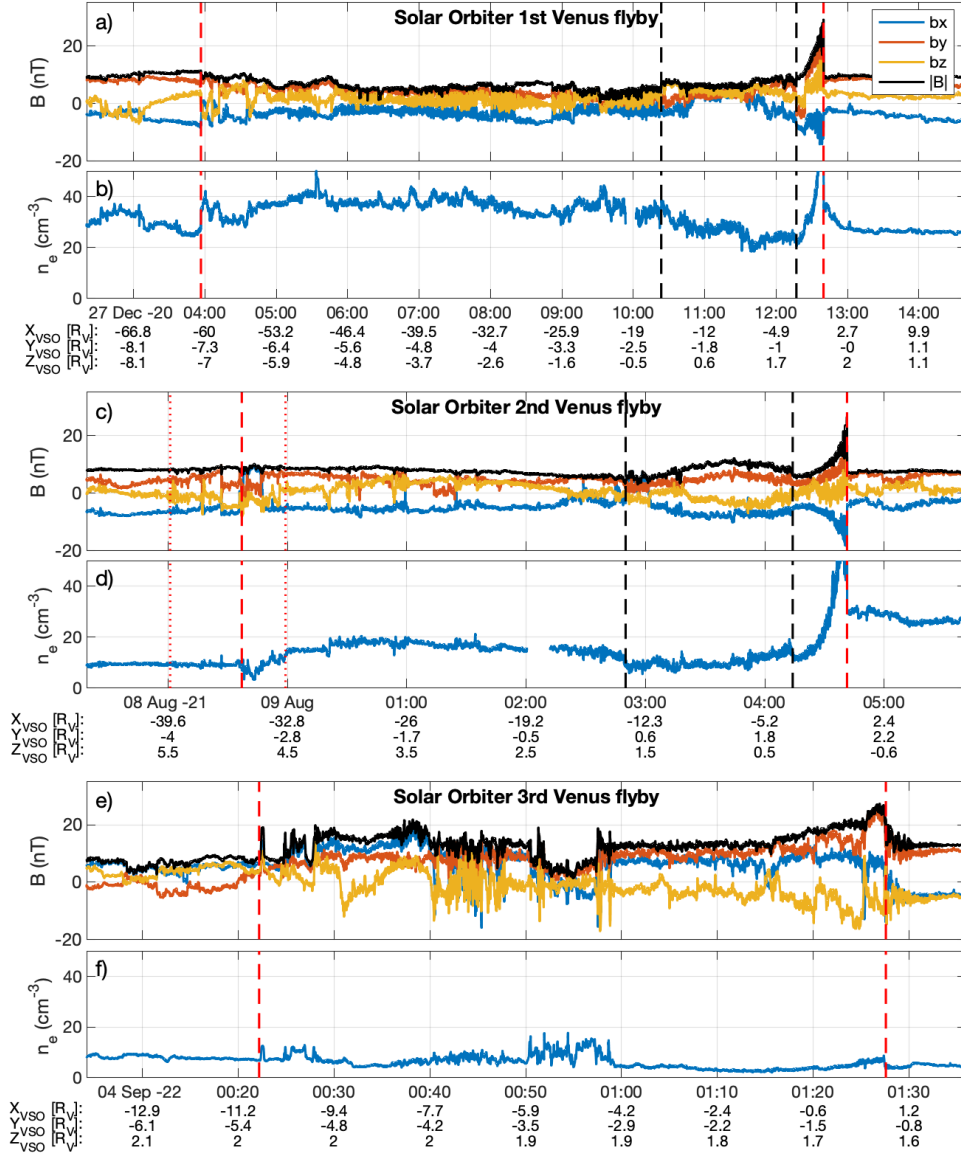 a)
Solar Orbiter 1st Venus flyby
bx
by
bz
|B|
B (nT)
20
0
-20
b)
n_e (cm^-3)
40
20
0
27 Dec -20 04:00 05:00 06:00 07:00 08:00 09:00 10:00 11:00 12:00 13:00 14:00
X_VSO [R_V]: -66.8 -60 -53.2 -46.4 -39.5 -32.7 -25.9 -19 -12 -4.9 2.7 9.9
Y_VSO [R_V]: -8.1 -7.3 -6.4 -5.6 -4.8 -4 -3.3 -2.5 -1.8 -1 -0 1.1
Z_VSO [R_V]: -8.1 -7 -5.9 -4.8 -3.7 -2.6 -1.6 -0.5 0.6 1.7 2 1.1
c)
Solar Orbiter 2nd Venus flyby
B (nT)
20
0
-20
d)
n_e (cm^-3)
40
20
0
08 Aug -21 09 Aug 01:00 02:00 03:00 04:00 05:00
X_VSO [R_V]: -39.6 -32.8 -26 -19.2 -12.3 -5.2 2.4
Y_VSO [R_V]: -4 -2.8 -1.7 -0.5 0.6 1.8 2.2
Z_VSO [R_V]: 5.5 4.5 3.5 2.5 1.5 0.5 -0.6
e)
Solar Orbiter 3rd Venus flyby
B (nT)
20
0
-20
f)
n_e (cm^-3)
40
20
0
04 Sep -22 00:20 00:30 00:40 00:50 01:00 01:10 01:20 01:30
X_VSO [R_V]: -12.9 -11.2 -9.4 -7.7 -5.9 -4.2 -2.4 -0.6 1.2
Y_VSO [R_V]: -6.1 -5.4 -4.8 -4.2 -3.5 -2.9 -2.2 -1.5 -0.8
Z_VSO [R_V]: 2.1 2 2 2 1.9 1.9 1.8 1.7 1.6